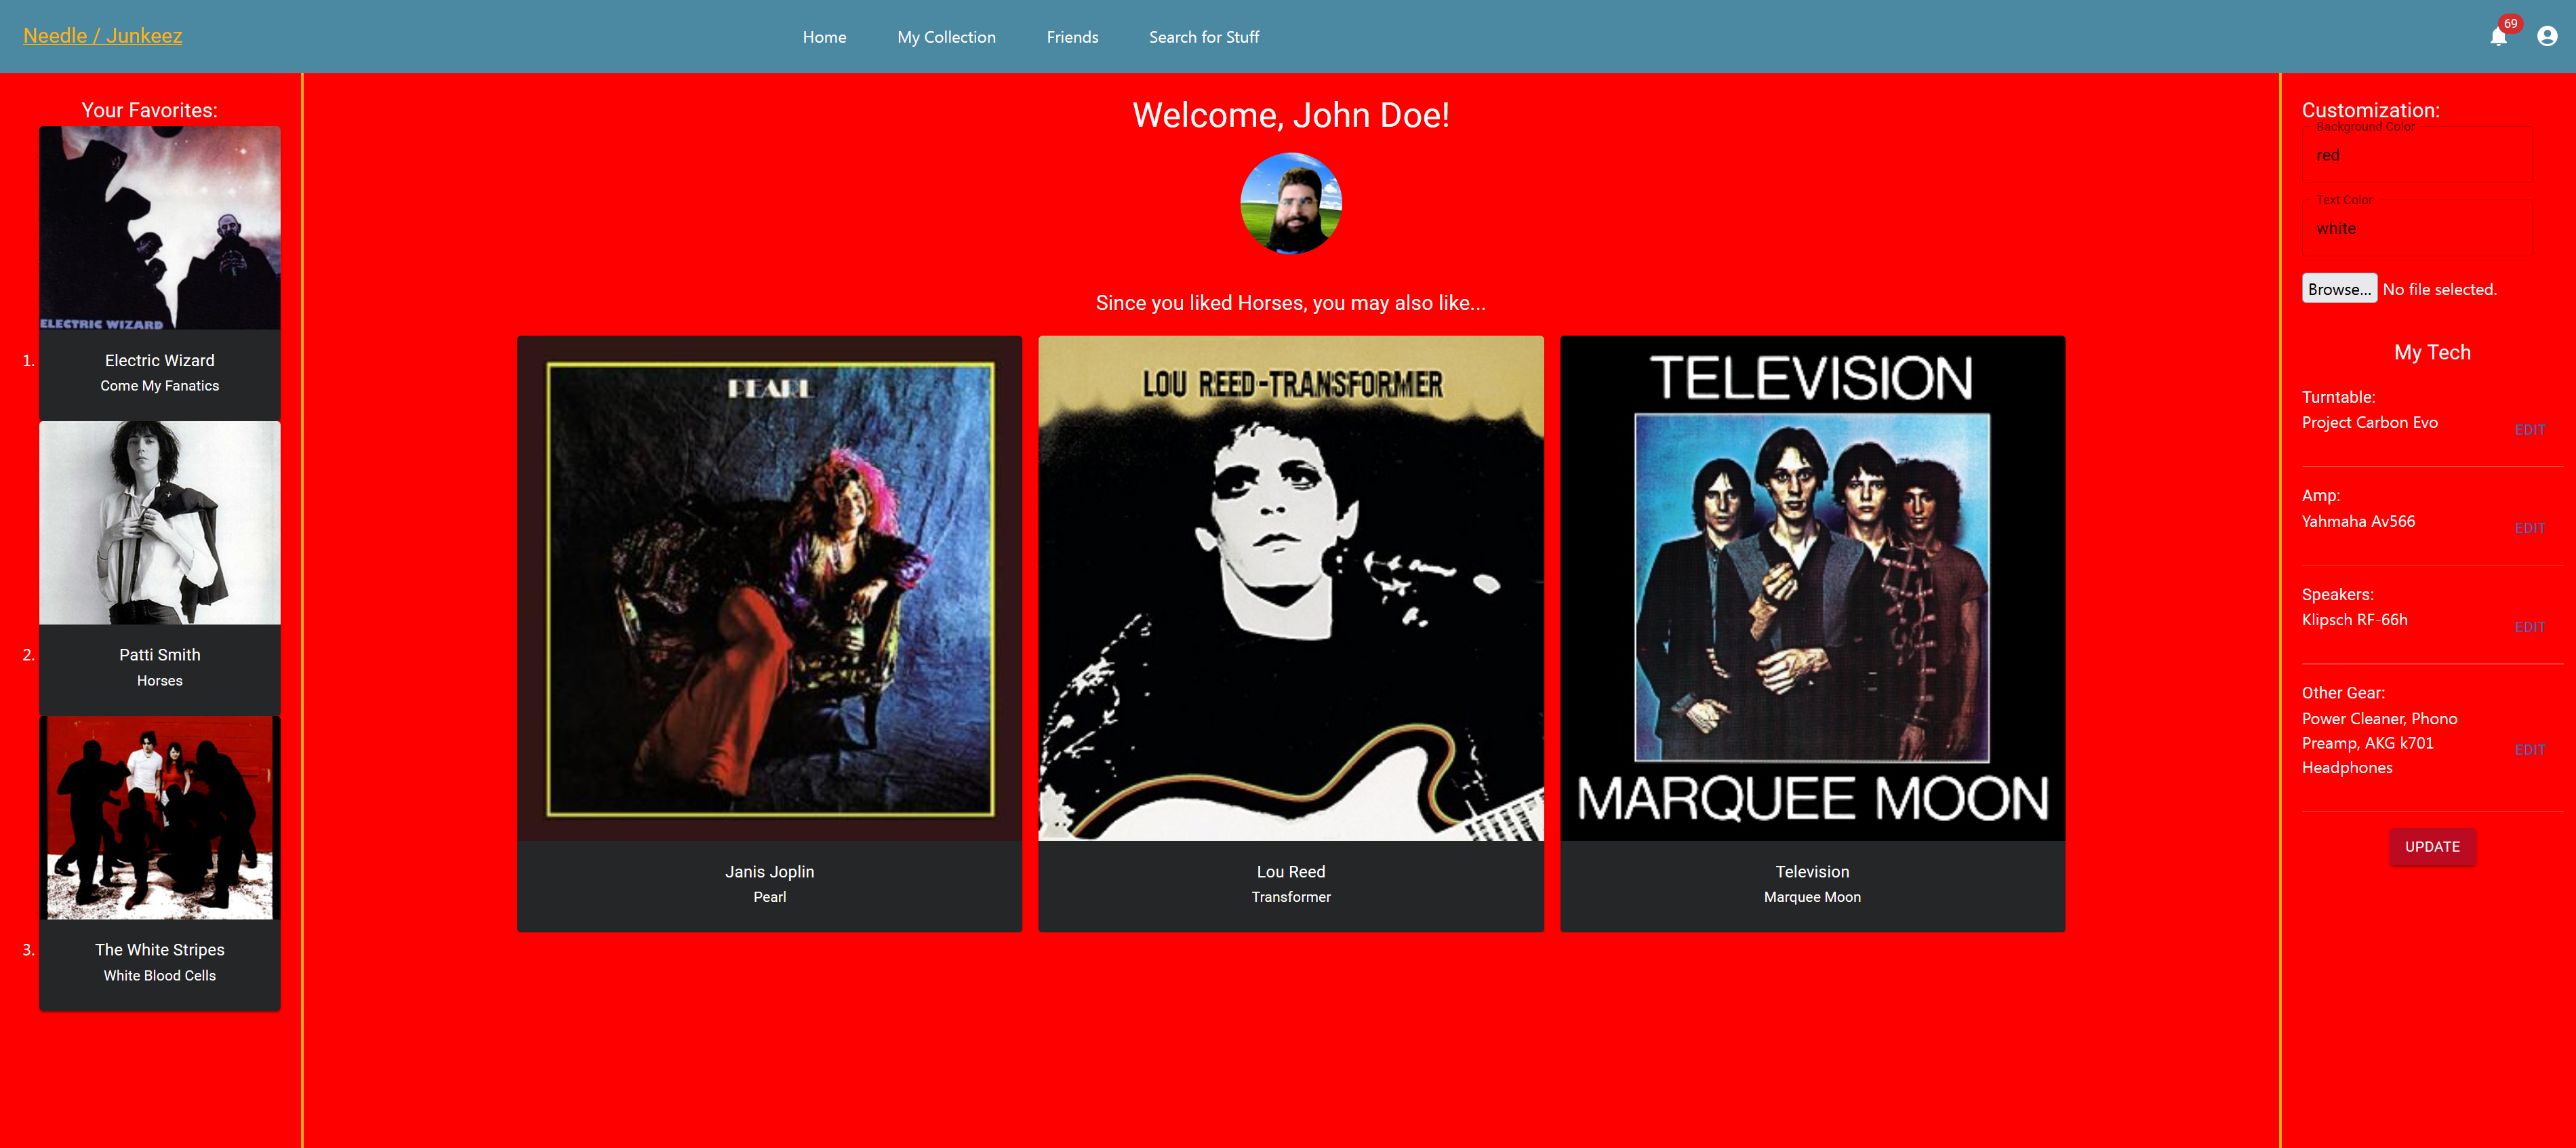 Needle / Junkeez
Home
My Collection
Friends
Search for Stuff
69
Your Favorites:
ELECTRIC WIZARD
1.
Electric Wizard
Come My Fanatics
2.
Patti Smith
Horses
3.
The White Stripes
White Blood Cells
Welcome, John Doe!
Since you liked Horses, you may also like...
PEARL
Janis Joplin
Pearl
LOU REED-TRANSFORMER
Lou Reed
Transformer
TELEVISION
MARQUEE MOON
Television
Marquee Moon
Customization:
Background Color
red
Text Color
white
Browse... No file selected.
My Tech
Turntable:
Project Carbon Evo
EDIT
Amp:
Yahmaha Av566
EDIT
Speakers:
Klipsch RF-66h
EDIT
Other Gear:
Power Cleaner, Phono
Preamp, AKG k701
Headphones
EDIT
UPDATE